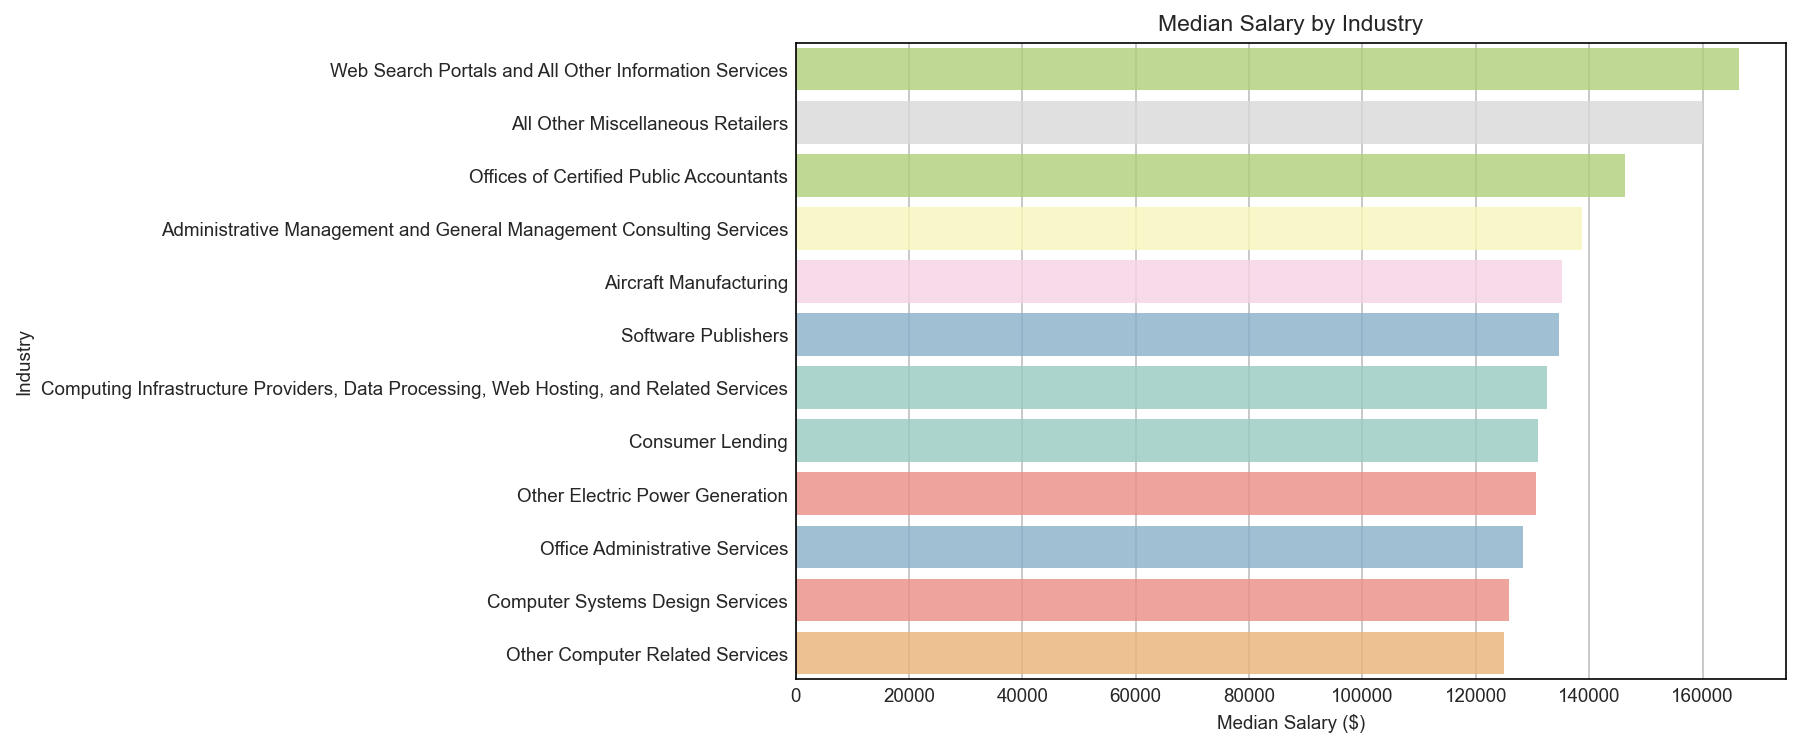 Median Salary by Industry
Web Search Portals and All Other Information Services
All Other Miscellaneous Retailers
Offices of Certified Public Accountants
Administrative Management and General Management Consulting Services
Aircraft Manufacturing
Software Publishers
Computing Infrastructure Providers, Data Processing, Web Hosting, and Related Services
Consumer Lending
Other Electric Power Generation
Office Administrative Services
Computer Systems Design Services
Other Computer Related Services
Industry
0 20000 40000 60000 80000 100000 120000 140000 160000
Median Salary ($)